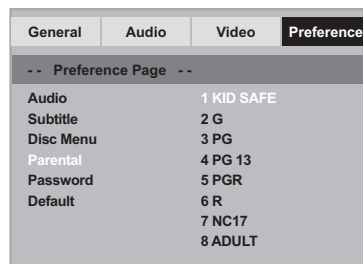 General Audio Video Preference
- - Preference Page - -
Audio 1 KID SAFE
Subtitle 2 G
Disc Menu 3 PG
Parental 4 PG 13
Password 5 PGR
Default 6 R
7 NC17
8 ADULT